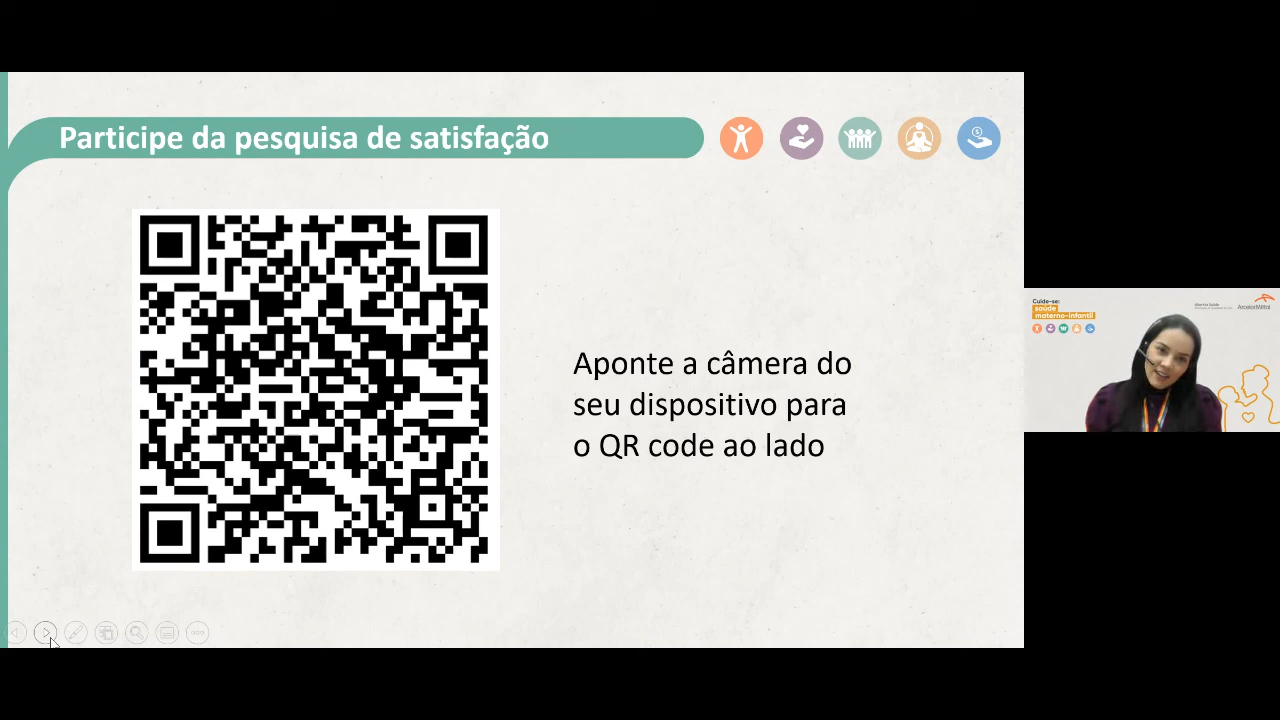 Participe da pesquisa de satisfação
Aponte a câmera do
seu dispositivo para
o QR code ao lado
Cuide-se:
saúde
materno-infantil
ArcelorMittal